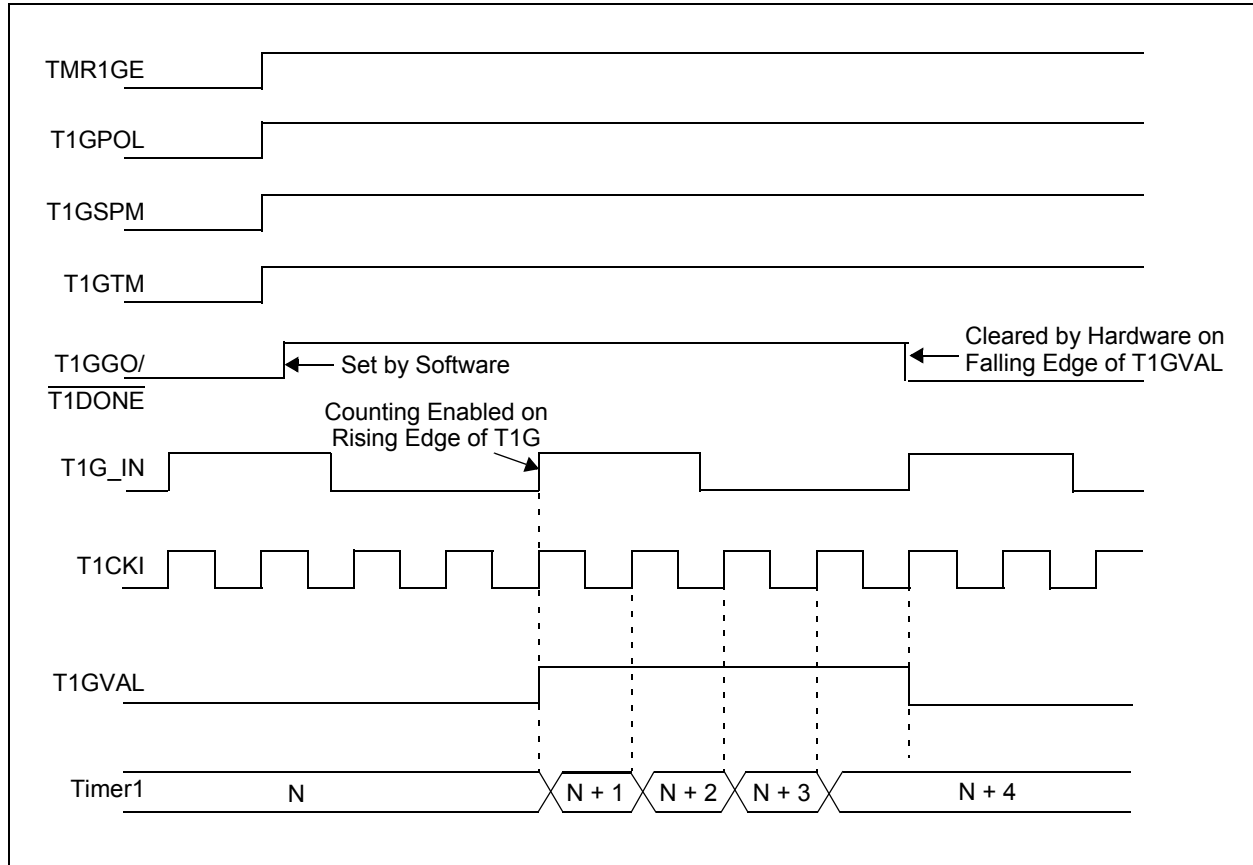 TMR1GE
T1GPOL
T1GSPM
T1GTM
T1GGO/
T1DONE
Set by Software
Cleared by Hardware on
Falling Edge of T1GVAL
Counting Enabled on
Rising Edge of T1G
T1G_IN
T1CKI
T1GVAL
Timer1
N
N + 1
N + 2
N + 3
N + 4